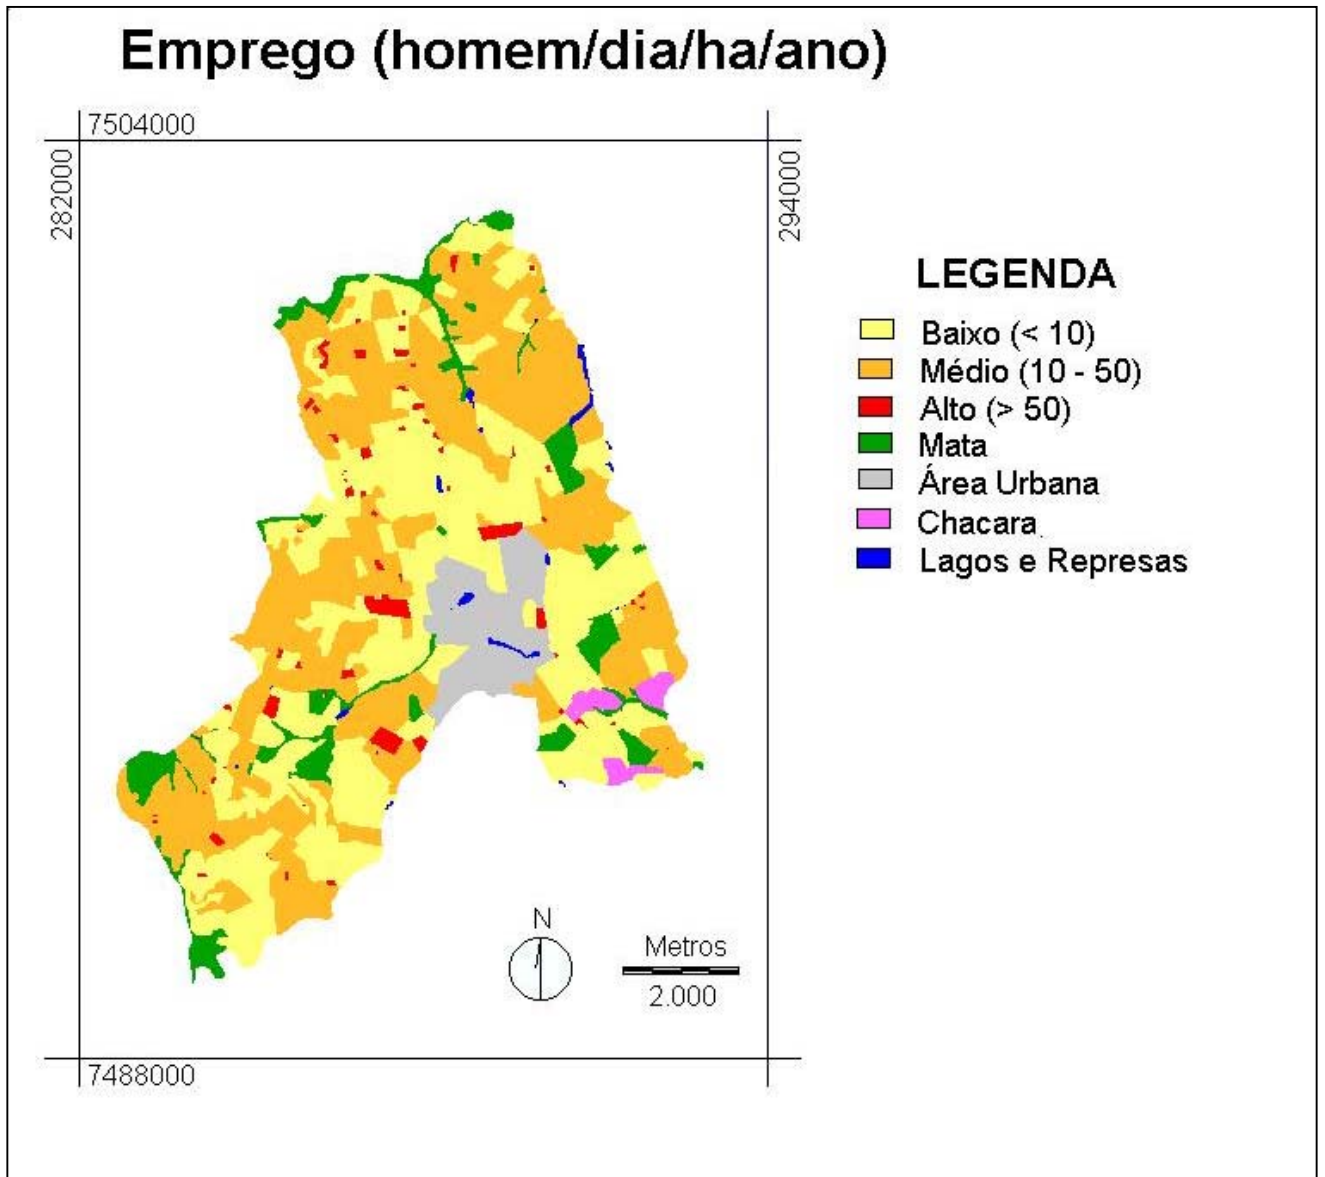 Emprego (homem/dia/ha/ano)
7504000
282000
294000
LEGENDA
Baixo (< 10)
Médio (10 - 50)
Alto (> 50)
Mata
Área Urbana
Chacara
Lagos e Represas
N
Metros
2.000
7488000